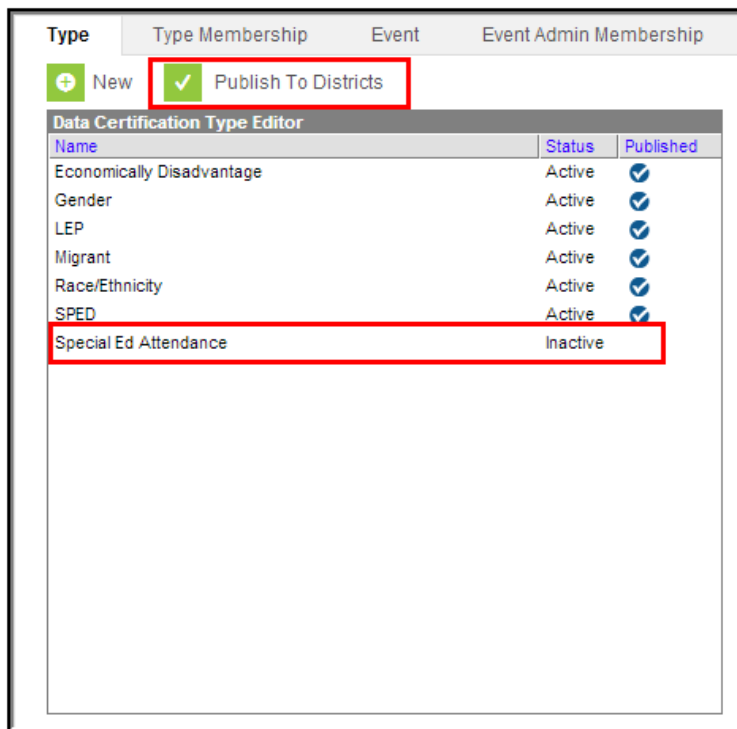 Type Type Membership Event Event Admin Membership
New Publish To Districts
Data Certification Type Editor
Name Status Published
Economically Disadvantage Active
Gender Active
LEP Active
Migrant Active
Race/Ethnicity Active
SPED Active
Special Ed Attendance Inactive